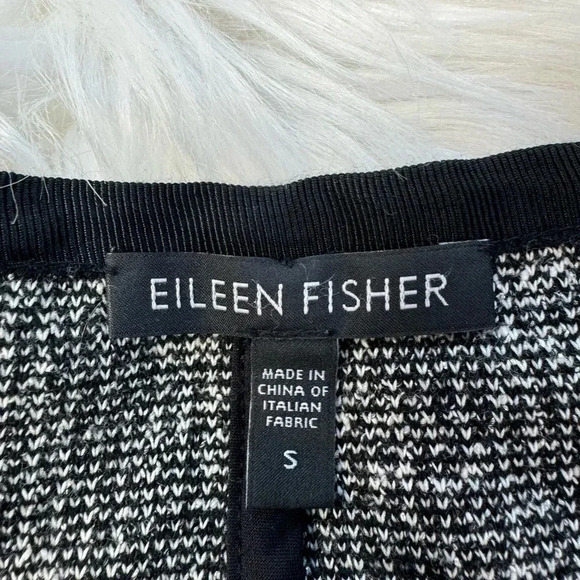 EILEEN FISHER
MADE IN
CHINA OF
ITALIAN
FABRIC
S